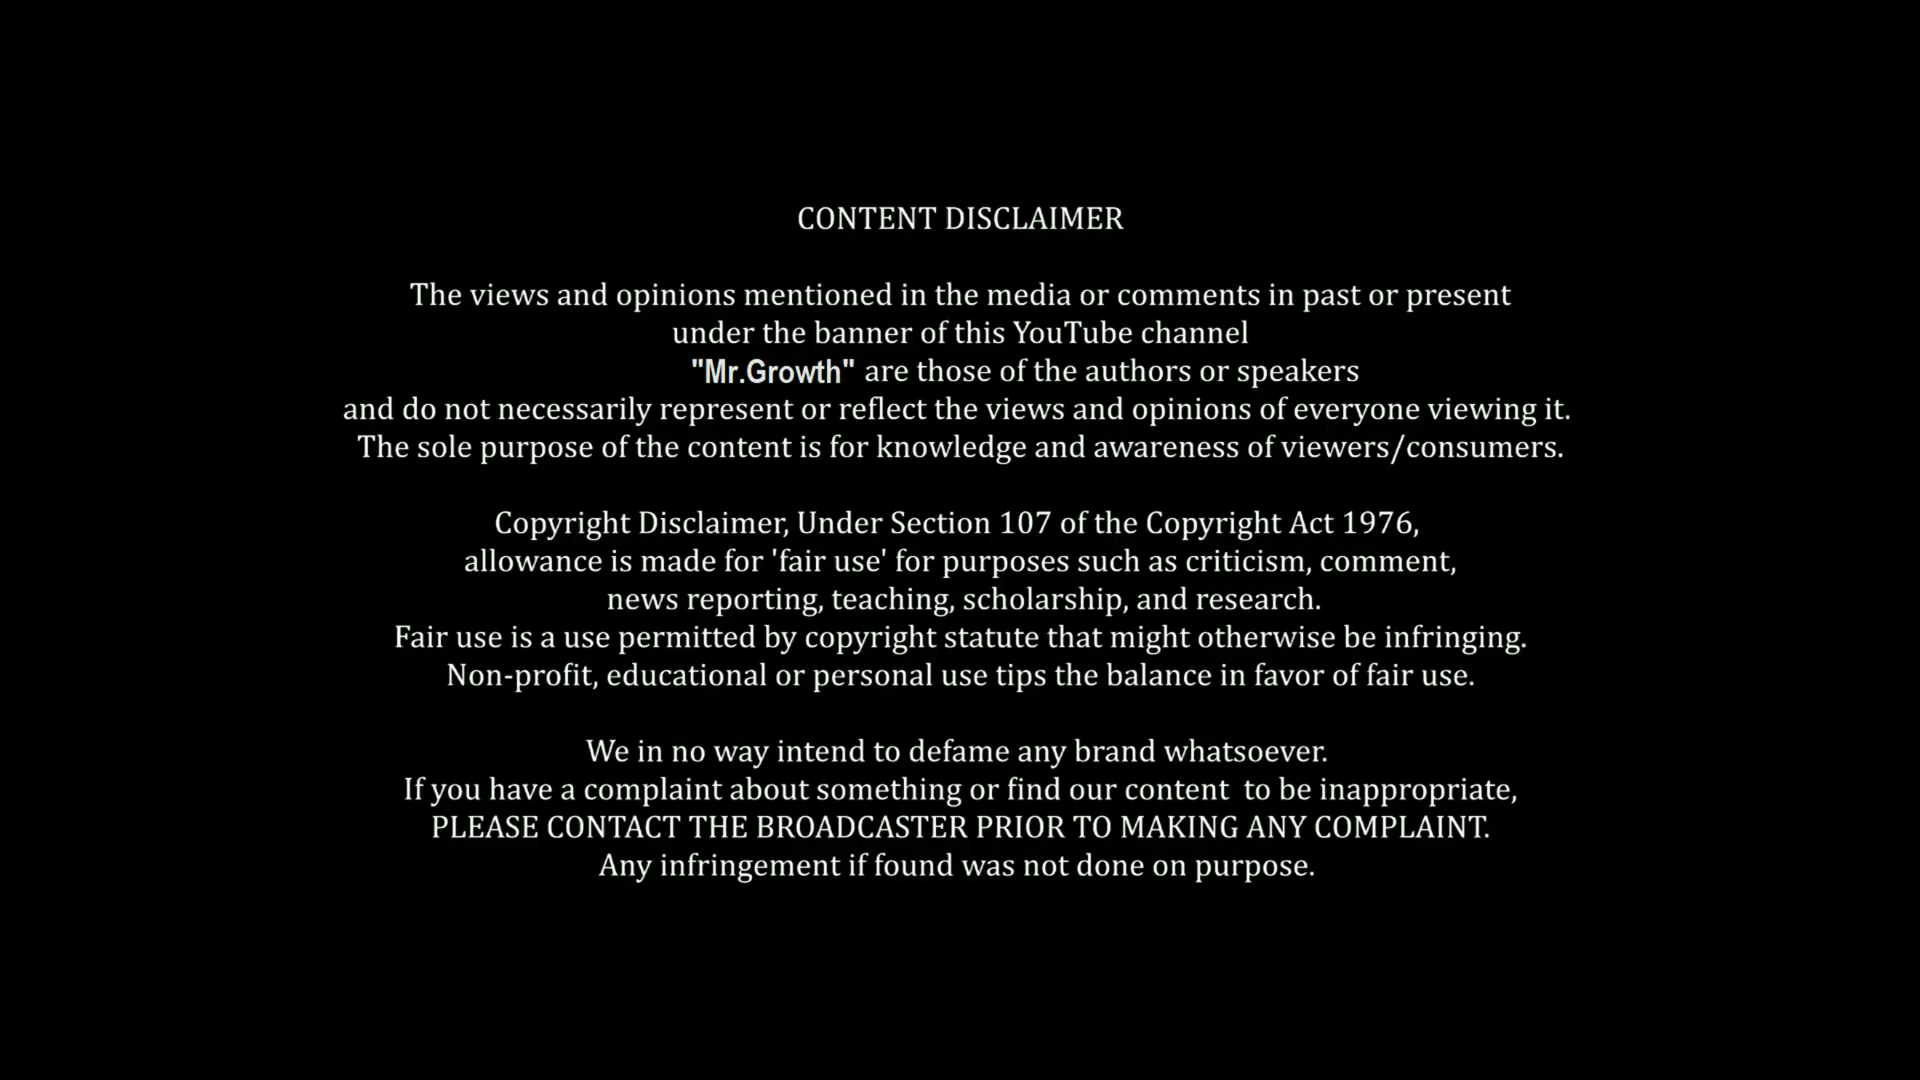 CONTENT DISCLAIMER
The views and opinions mentioned in the media or comments in past or present
under the banner of this YouTube channel
"Mr.Growth" are those of the authors or speakers
and do not necessarily represent or reflect the views and opinions of everyone viewing it.
The sole purpose of the content is for knowledge and awareness of viewers/consumers.
Copyright Disclaimer, Under Section 107 of the Copyright Act 1976,
allowance is made for 'fair use' for purposes such as criticism, comment,
news reporting, teaching, scholarship, and research.
Fair use is a use permitted by copyright statute that might otherwise be infringing.
Non-profit, educational or personal use tips the balance in favor of fair use.
We in no way intend to defame any brand whatsoever.
If you have a complaint about something or find our content  to be inappropriate,
PLEASE CONTACT THE BROADCASTER PRIOR TO MAKING ANY COMPLAINT.
Any infringement if found was not done on purpose.